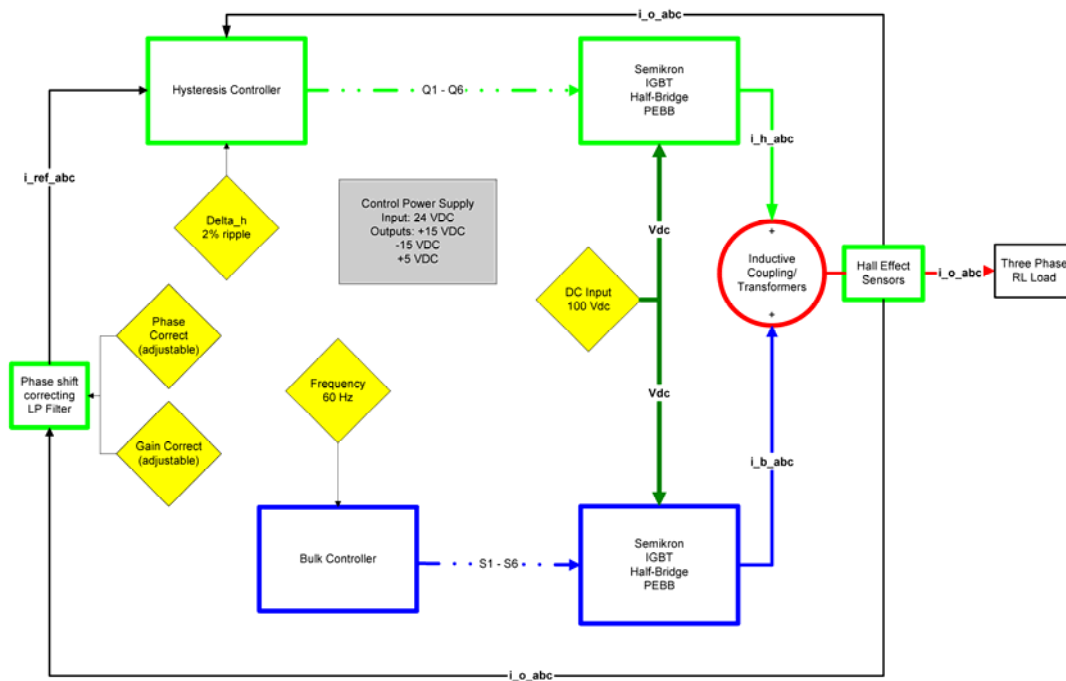 i_o_abc
Hysteresis Controller
Q1 - Q6
Semikron
IGBT
Half-Bridge
PEBB
i_h_abc
i_ref_abc
Delta_h
2% ripple
Control Power Supply
Input: 24 VDC
Outputs: +15 VDC
-15 VDC
+5 VDC
Vdc
+
Inductive
Coupling/
Transformers
+
Hall Effect
Sensors
i_o_abc
Three Phase
RL Load
DC Input
100 Vdc
Phase
Correct
(adjustable)
Phase shift
correcting
LP Filter
Gain Correct
(adjustable)
Frequency
60 Hz
Vdc
i_b_abc
Bulk Controller
S1 - S6
Semikron
IGBT
Half-Bridge
PEBB
i_o_abc